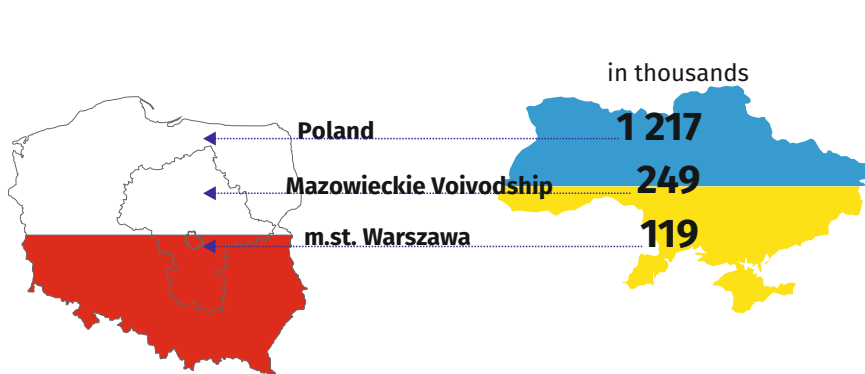 in thousands
Poland 1 217
Mazowieckie Voivodship 249
m.st. Warszawa 119